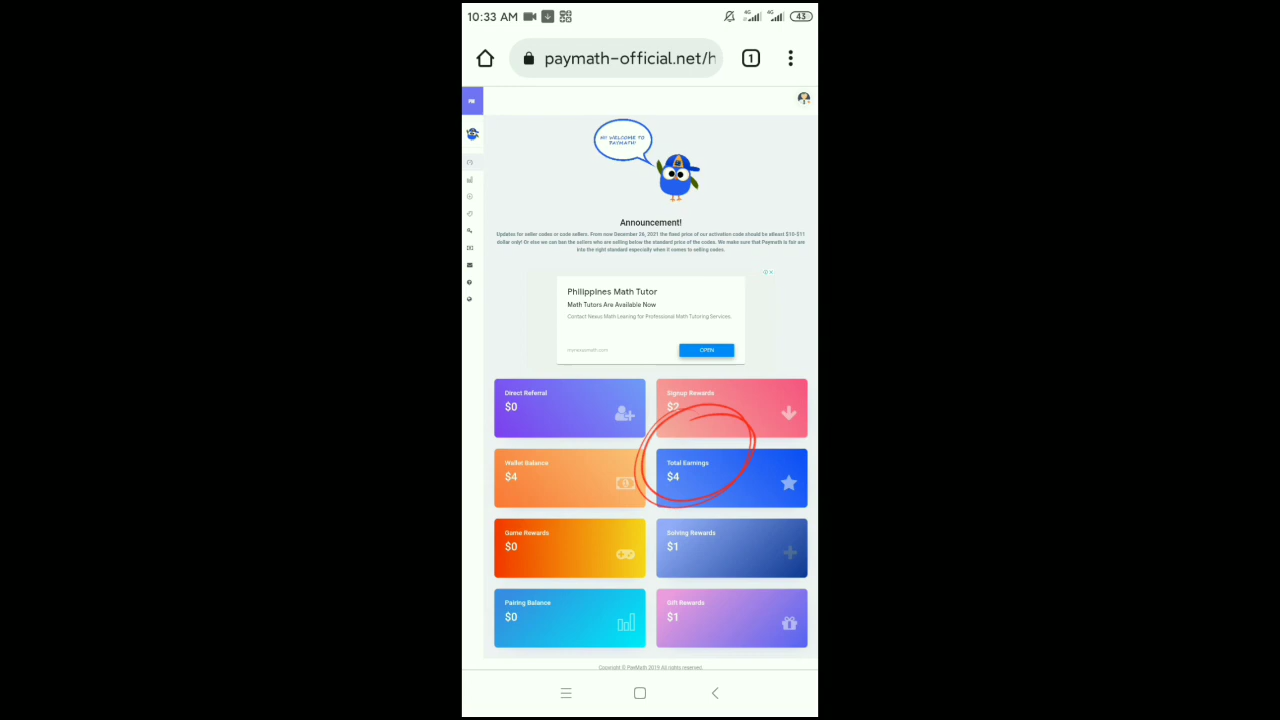 10:33 AM
4G
4G
43
paymath-official.net/h
1
PM
HI! WELCOME TO
PAYMATH!
Announcement!
Updates for seller codes or code sellers. From now December 26, 2021 the fixed price of our activation code should be atleast $10-$11
dollar only! Or else we can ban the sellers who are selling below the standard price of the codes. We make sure that Paymath is fair are
into the right standard especially when it comes to selling codes.
Philippines Math Tutor
Math Tutors Are Available Now
Contact Nexus Math Leaning for Professional Math Tutoring Services.
OPEN
Direct Referral
$0
Signup Rewards
$2
Wallet Balance
$4
Total Earnings
$4
Game Rewards
$0
Solving Rewards
$1
Pairing Balance
$0
Gift Rewards
$1
Copyright © PayMath 2019 All rights reserved.